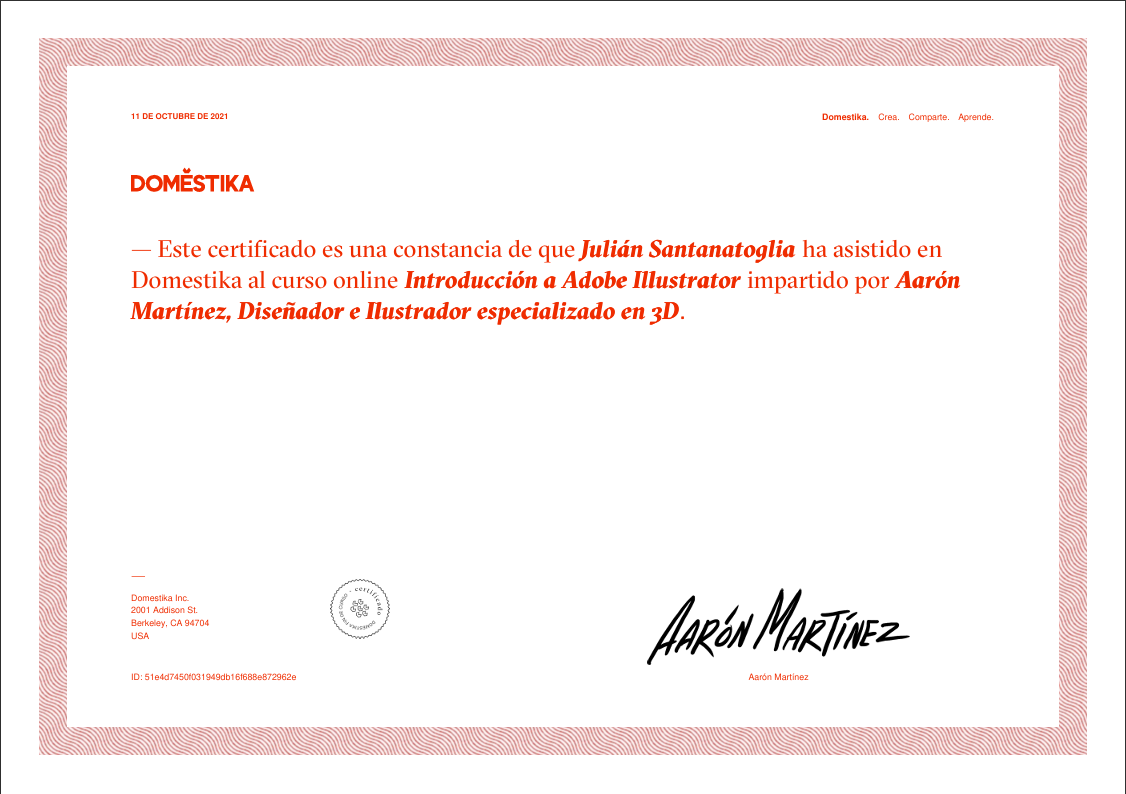 11 DE OCTUBRE DE 2021
Domestika. Crea. Comparte. Aprende.
DOMĔSTIKA
— Este certificado es una constancia de que Julián Santanatoglia ha asistido en
Domestika al curso online Introducción a Adobe Illustrator impartido por Aarón
Martínez, Diseñador e Ilustrador especializado en 3D.
—
Domestika Inc.
2001 Addison St.
Berkeley, CA 94704
USA
certificado
AARÓN MARTÍNEZ
ID: 51e4d7450f031949db16f688e872962e
Aarón Martínez